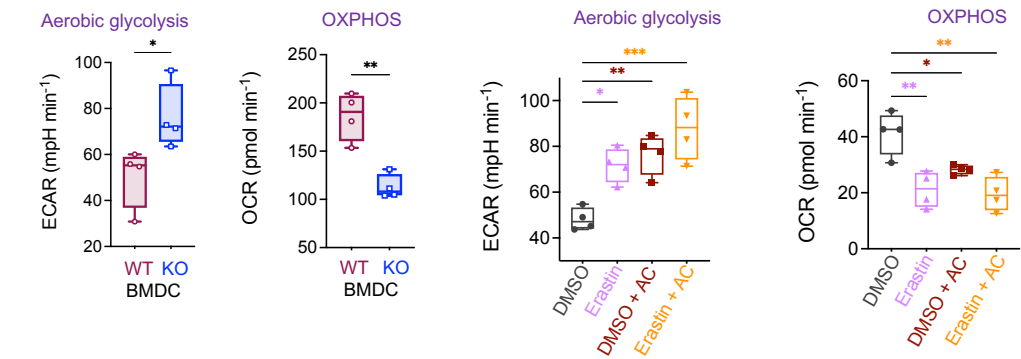 Aerobic glycolysis
*
ECAR (mpH min-1)
100
80
60
40
20
WT KO
BMDC
OXPHOS
**
OCR (pmol min-1)
250
200
150
100
50
WT KO
BMDC
Aerobic glycolysis
***
**
*
ECAR (mpH min-1)
100
80
60
40
DMSO
Erastin
DMSO + AC
Erastin + AC
OXPHOS
**
*
**
OCR (pmol min-1)
60
40
20
0
DMSO
Erastin
DMSO + AC
Erastin + AC